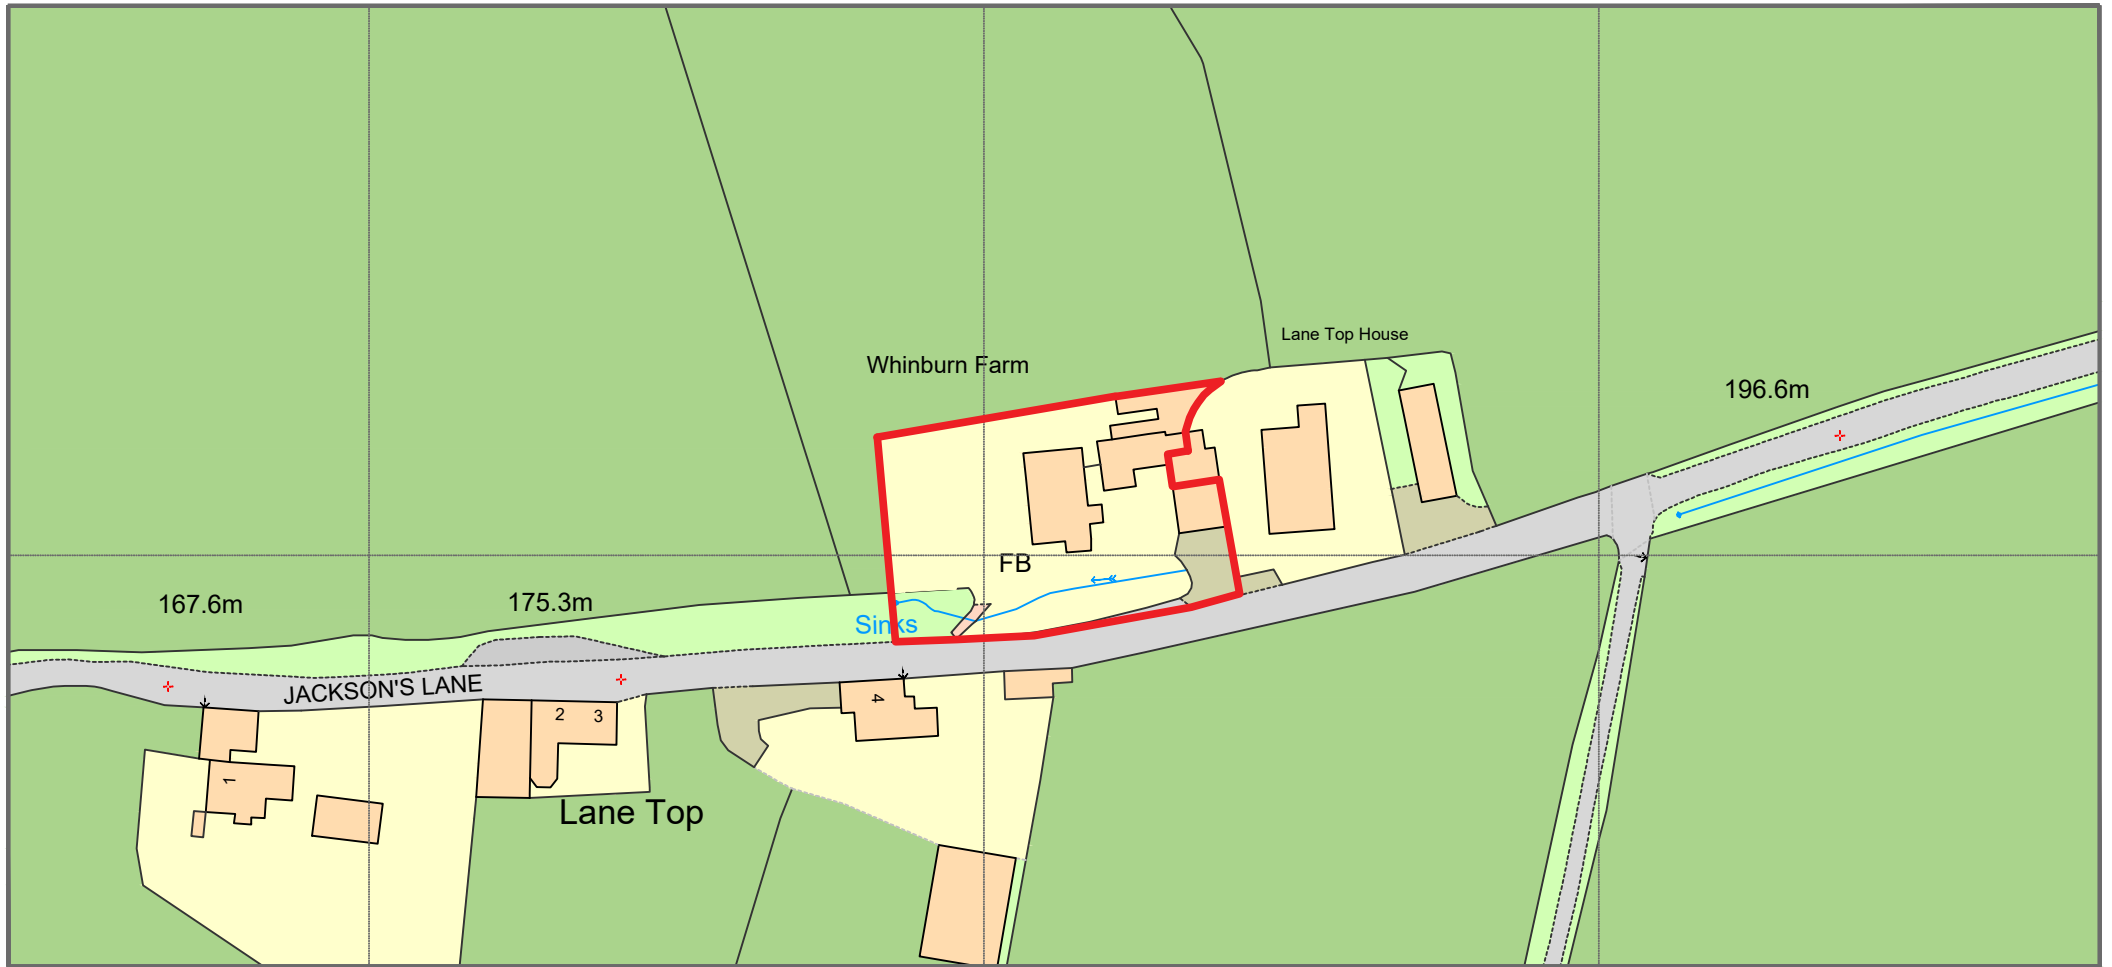 Lane Top House
Whinburn Farm
196.6m
FB
167.6m
175.3m
Sinks
JACKSON'S LANE
4
2
3
1
Lane Top